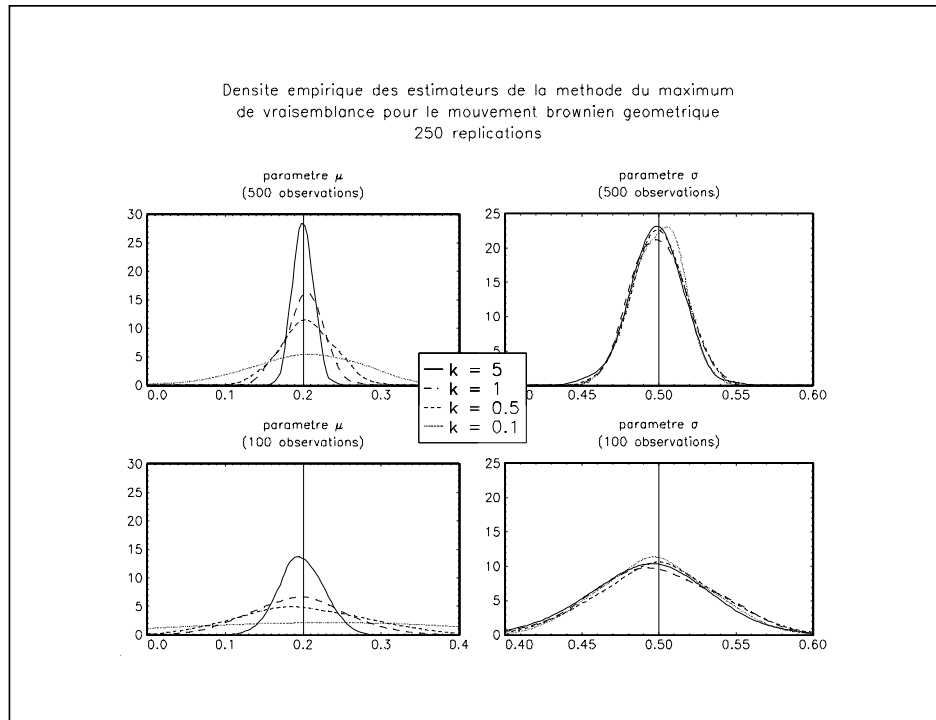 Densite empirique des estimateurs de la methode du maximum
de vraisemblance pour le mouvement brownien geometrique
250 replications
parametre μ
(500 observations)
30
25
20
15
10
5
0
0.0 0.1 0.2 0.3
parametre σ
(500 observations)
25
20
15
10
5
0.45 0.50 0.55 0.60
k = 5
k = 1
k = 0.5
k = 0.1
parametre μ
(100 observations)
30
25
20
15
10
5
0
0.0 0.1 0.2 0.3 0.4
parametre σ
(100 observations)
25
20
15
10
5
0
0.40 0.45 0.50 0.55 0.60